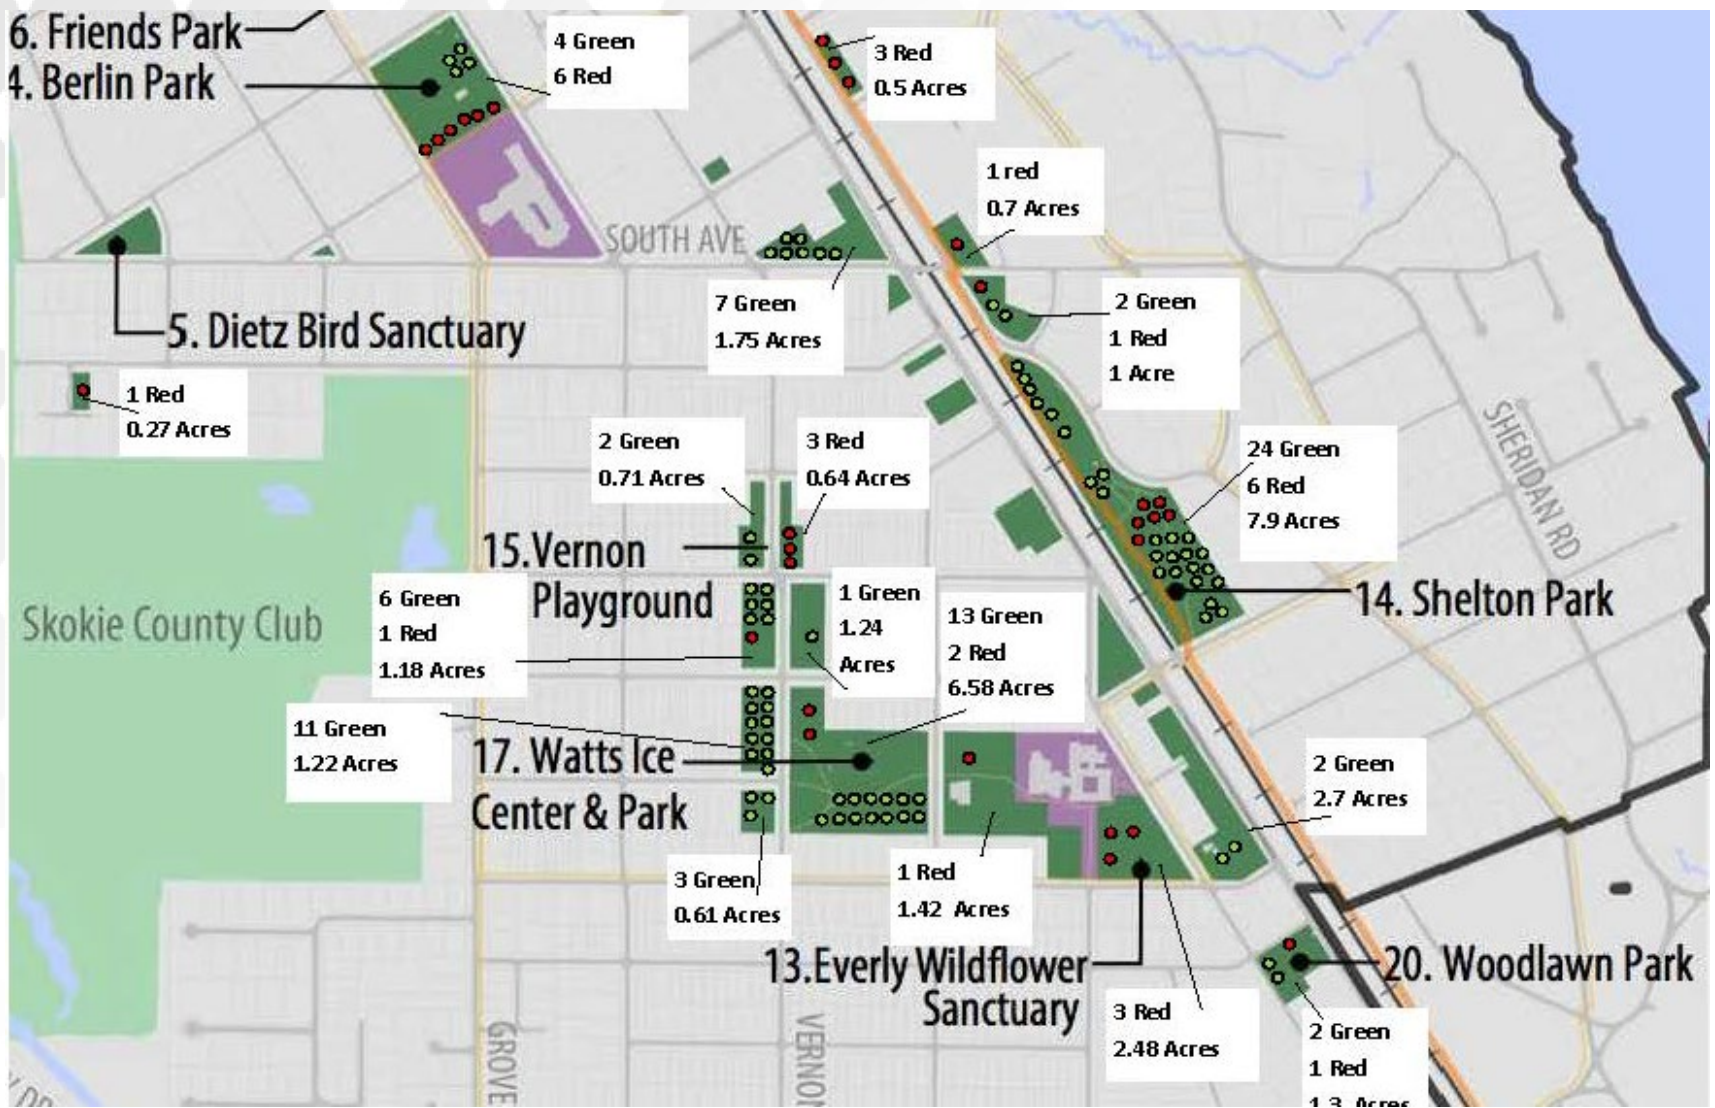 6. Friends Park
4. Berlin Park
4 Green
6 Red
3 Red
0.5 Acres
1 red
0.7 Acres
SOUTH AVE
5. Dietz Bird Sanctuary
7 Green
1.75 Acres
2 Green
1 Red
1 Acre
1 Red
0.27 Acres
2 Green
0.71 Acres
3 Red
0.64 Acres
24 Green
6 Red
7.9 Acres
SHERIDAN RD
15.Vernon
Playground
14. Shelton Park
Skokie County Club
6 Green
1 Red
1.18 Acres
1 Green
1.24
Acres
13 Green
2 Red
6.58 Acres
11 Green
1.22 Acres
17. Watts Ice
Center & Park
2 Green
2.7 Acres
3 Green
0.61 Acres
1 Red
1.42 Acres
13.Everly Wildflower
Sanctuary
20. Woodlawn Park
3 Red
2.48 Acres
2 Green
1 Red
1.3 Acres
GROVE
VERNON